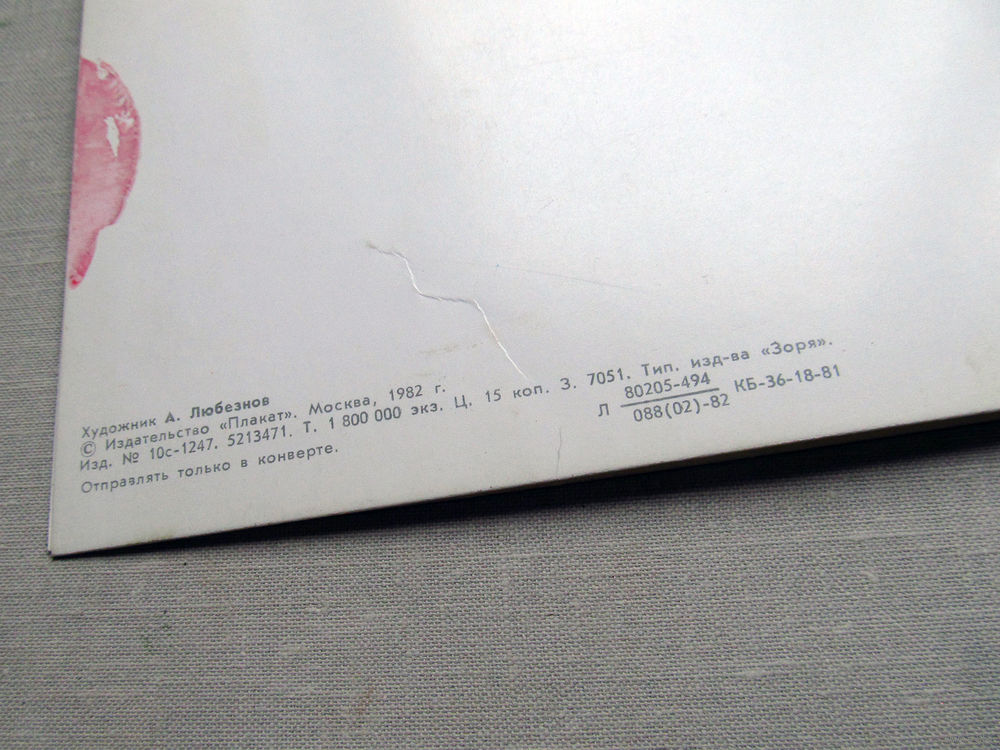 Художник А. Любезнов
© Издательство «Плакат». Москва, 1982 г.
Изд. № 10с-1247. 5213471. Т. 1 800 000 экз. Ц. 15 коп. З. 7051. Тип. изд-ва «Зоря».
Отправлять только в конверте.
Л 80205-494 КБ-36-18-81
088(02)-82